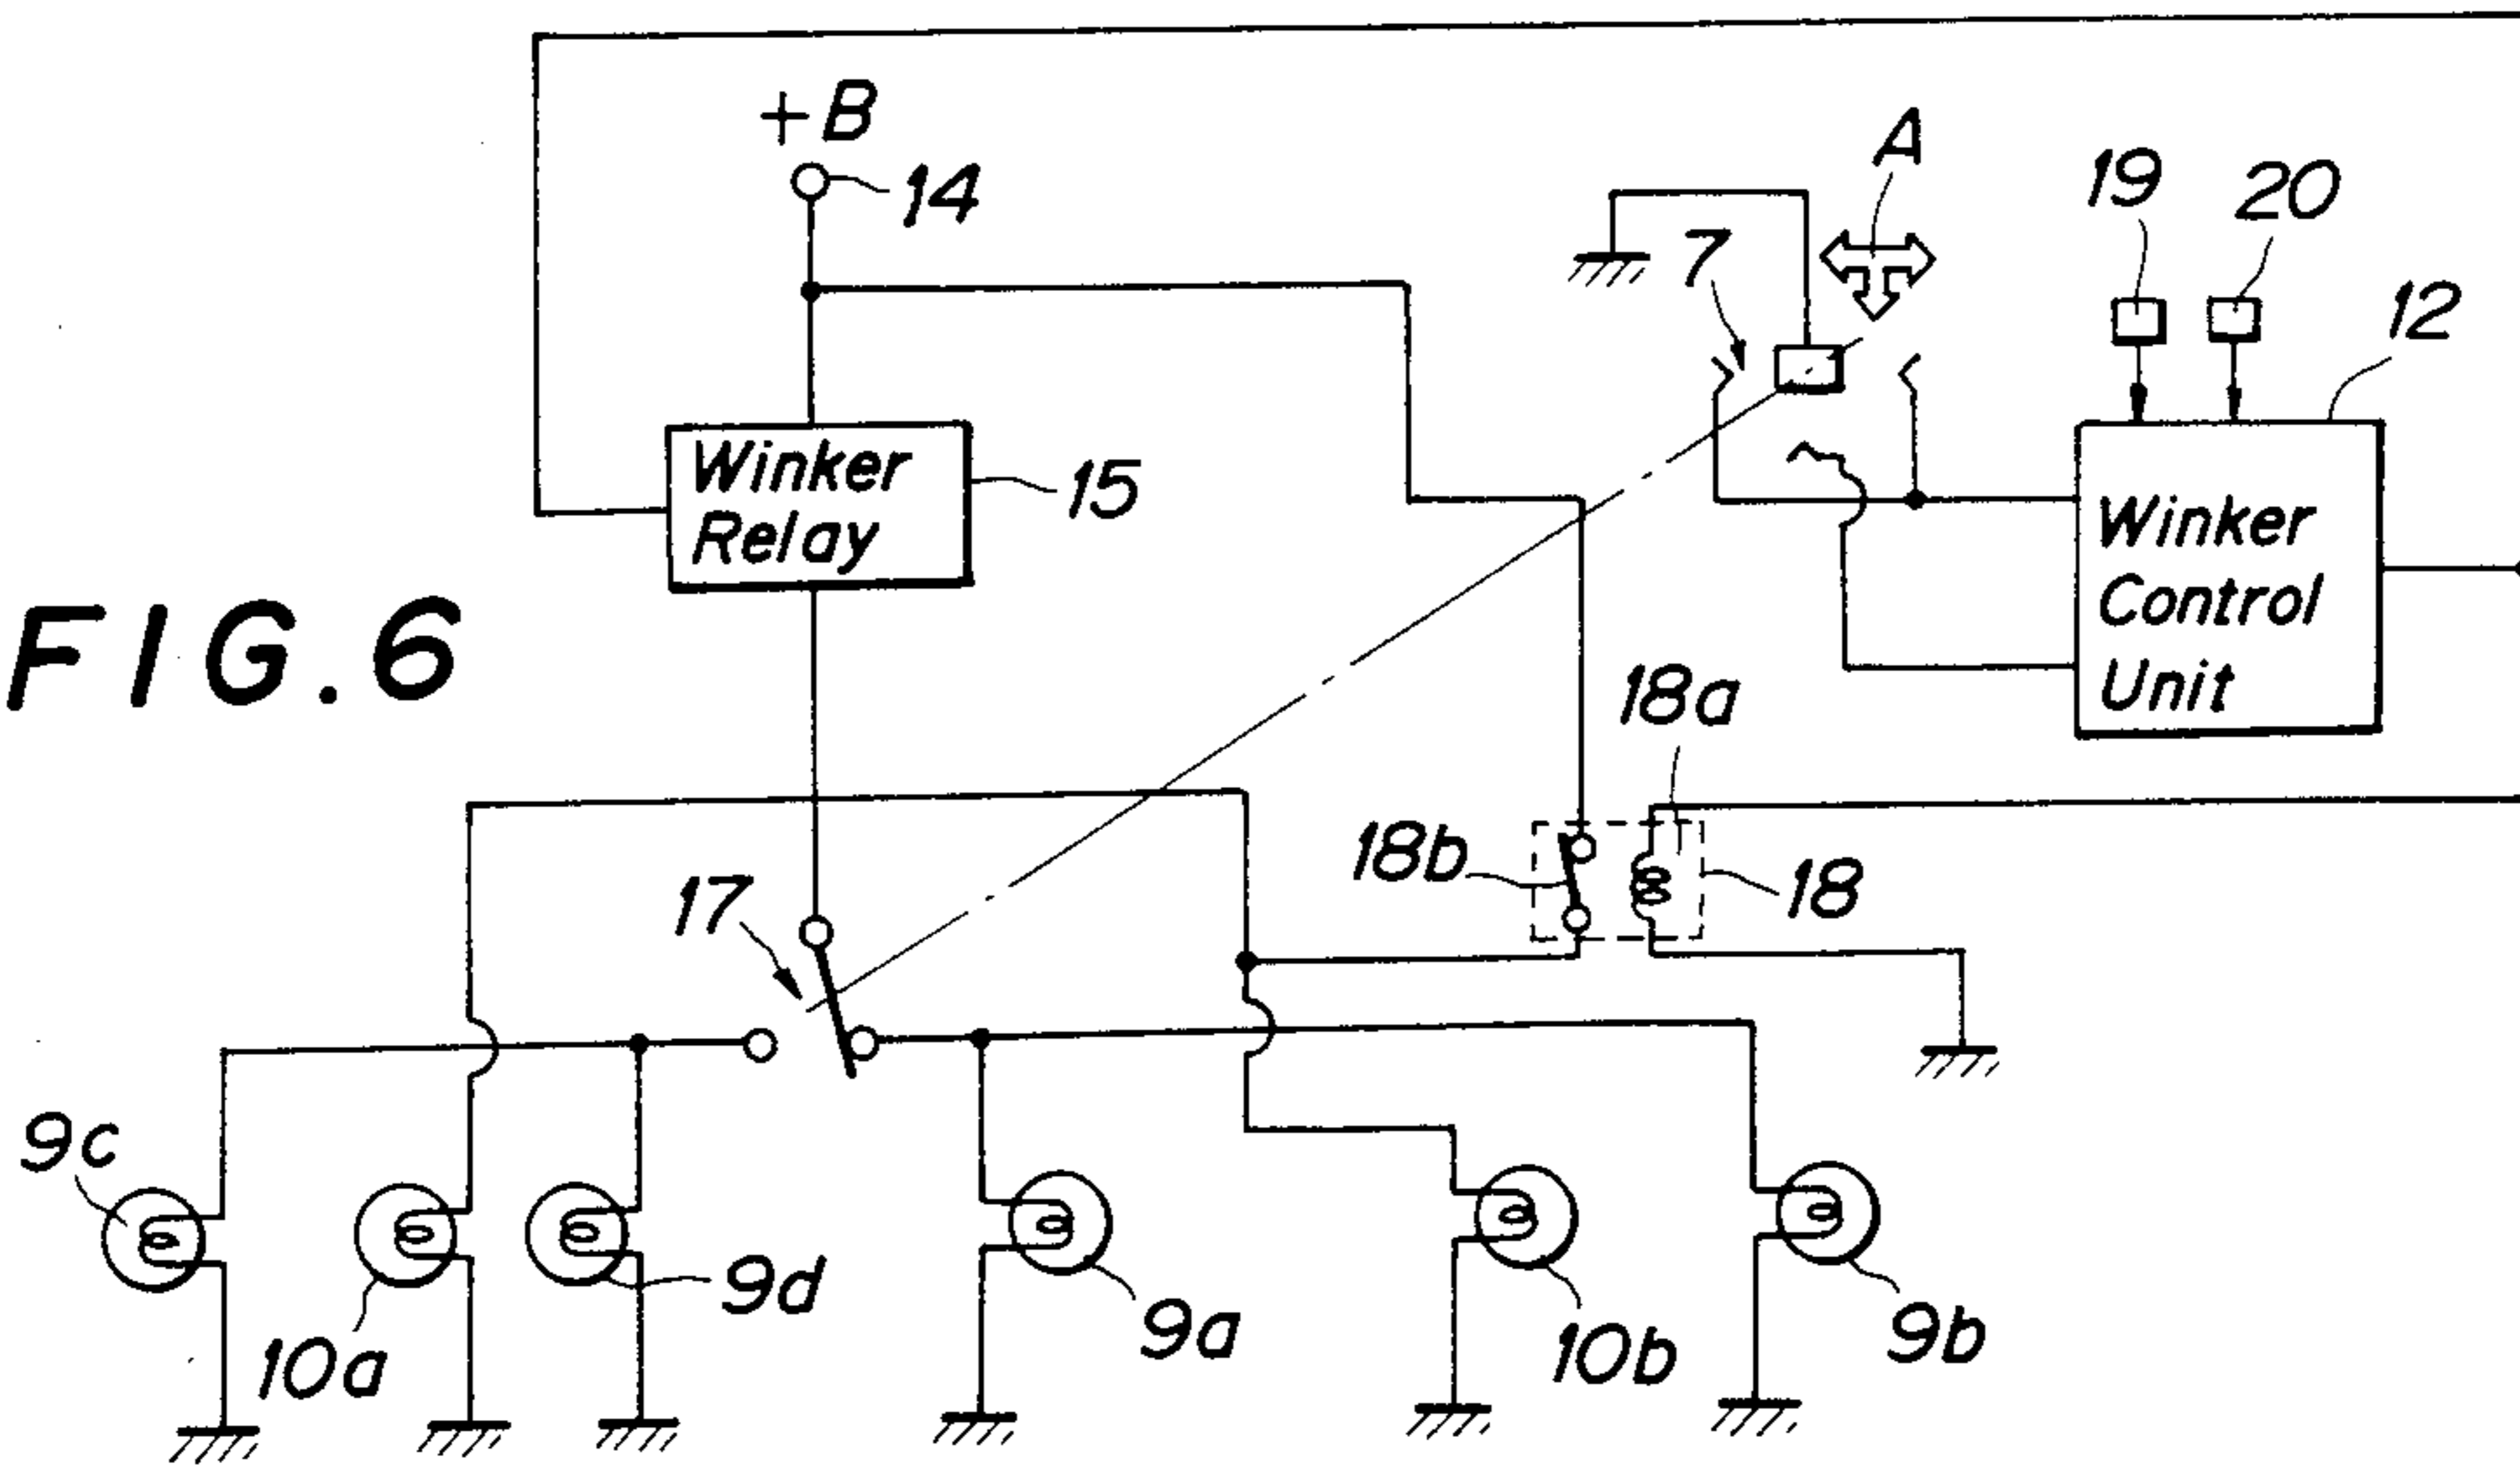 +B
14
A
19
20
7
12
Winker
Relay
15
Winker
Control
Unit
FIG.6
18a
18b
18
17
9c
10a
9d
9a
10b
9b